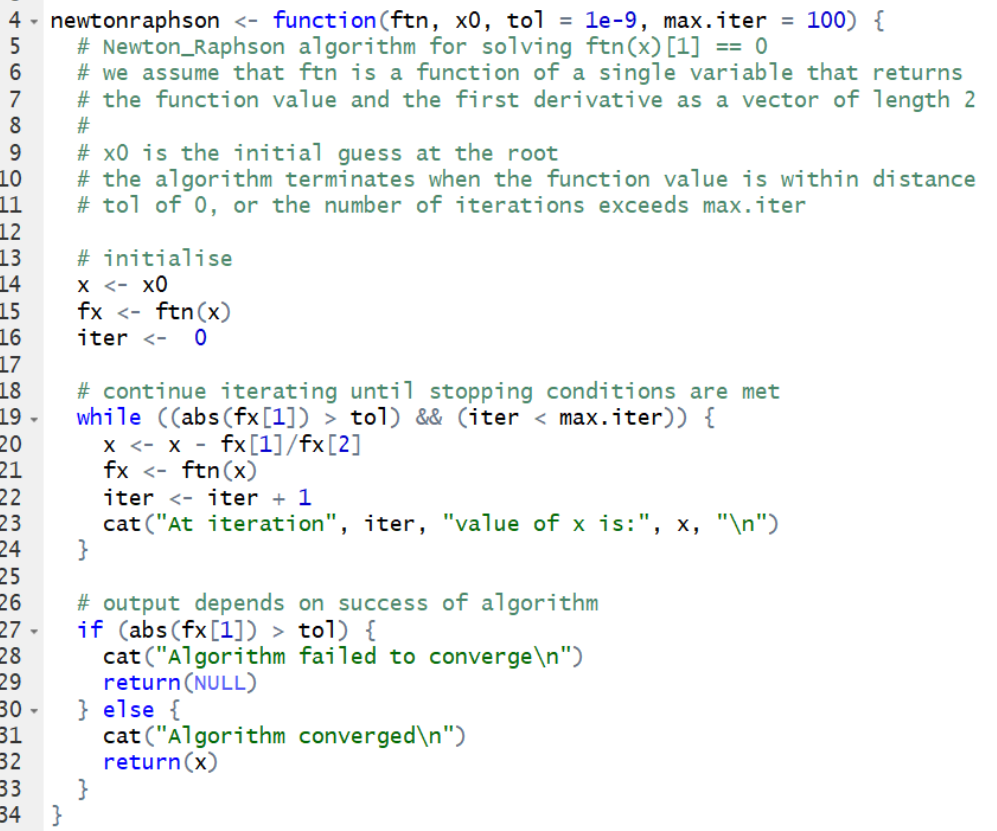 4 newtonraphson <- function(ftn, x0, tol = 1e-9, max.iter = 100) {
5   # Newton_Raphson algorithm for solving ftn(x)[1] == 0
6   # we assume that ftn is a function of a single variable that returns
7   # the function value and the first derivative as a vector of length 2
8   #
9   # x0 is the initial guess at the root
10   # the algorithm terminates when the function value is within distance
11   # tol of 0, or the number of iterations exceeds max.iter
12
13   # initialise
14   x <- x0
15   fx <- ftn(x)
16   iter <-  0
17
18   # continue iterating until stopping conditions are met
19   while ((abs(fx[1]) > tol) && (iter < max.iter)) {
20     x <- x - fx[1]/fx[2]
21     fx <- ftn(x)
22     iter <- iter + 1
23     cat("At iteration", iter, "value of x is:", x, "\n")
24   }
25
26   # output depends on success of algorithm
27   if (abs(fx[1]) > tol) {
28     cat("Algorithm failed to converge\n")
29     return(NULL)
30   } else {
31     cat("Algorithm converged\n")
32     return(x)
33   }
34 }